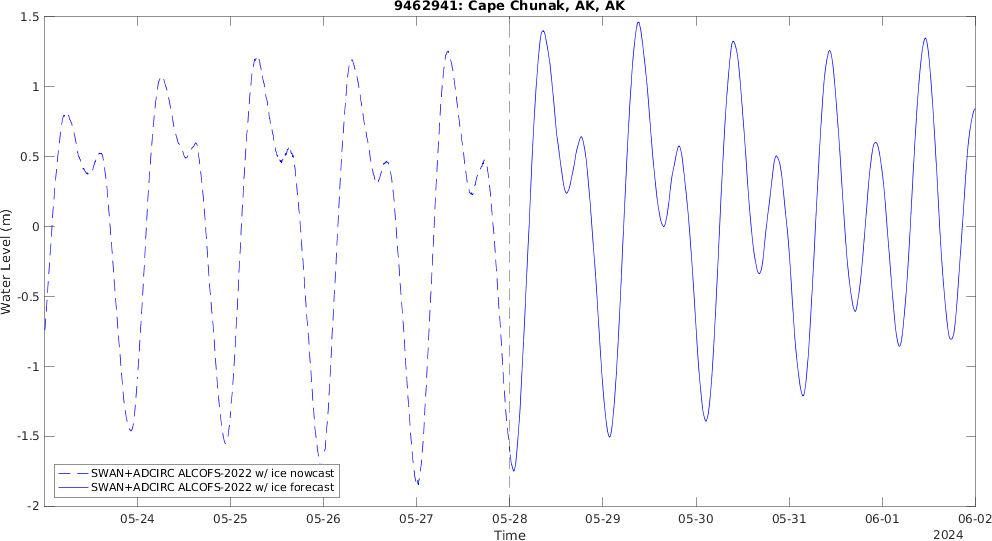 9462941: Cape Chunak, AK, AK
1.5
1
0.5
0
-0.5
-1
-1.5
-2
Water Level (m)
SWAN+ADCIRC ALCOFS-2022 w/ ice nowcast
SWAN+ADCIRC ALCOFS-2022 w/ ice forecast
05-24 05-25 05-26 05-27 05-28 05-29 05-30 05-31 06-01 06-02
Time
2024